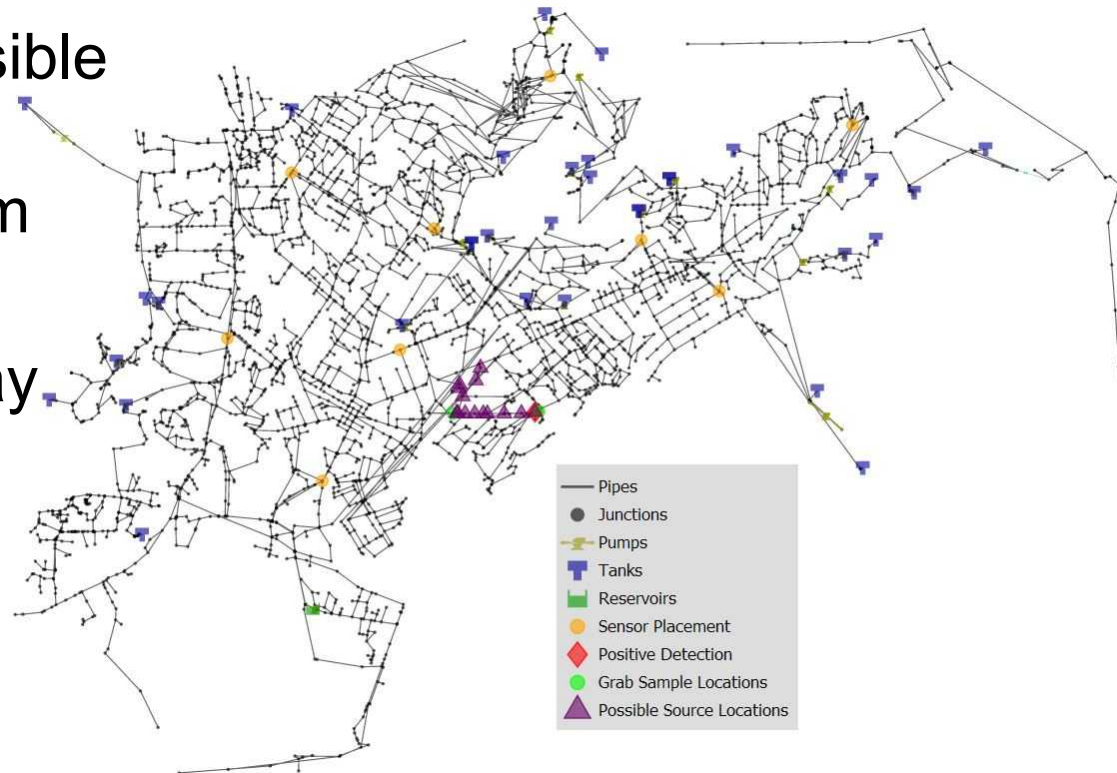 sible
m
ay
Pipes
Junctions
Pumps
Tanks
Reservoirs
Sensor Placement
Positive Detection
Grab Sample Locations
Possible Source Locations